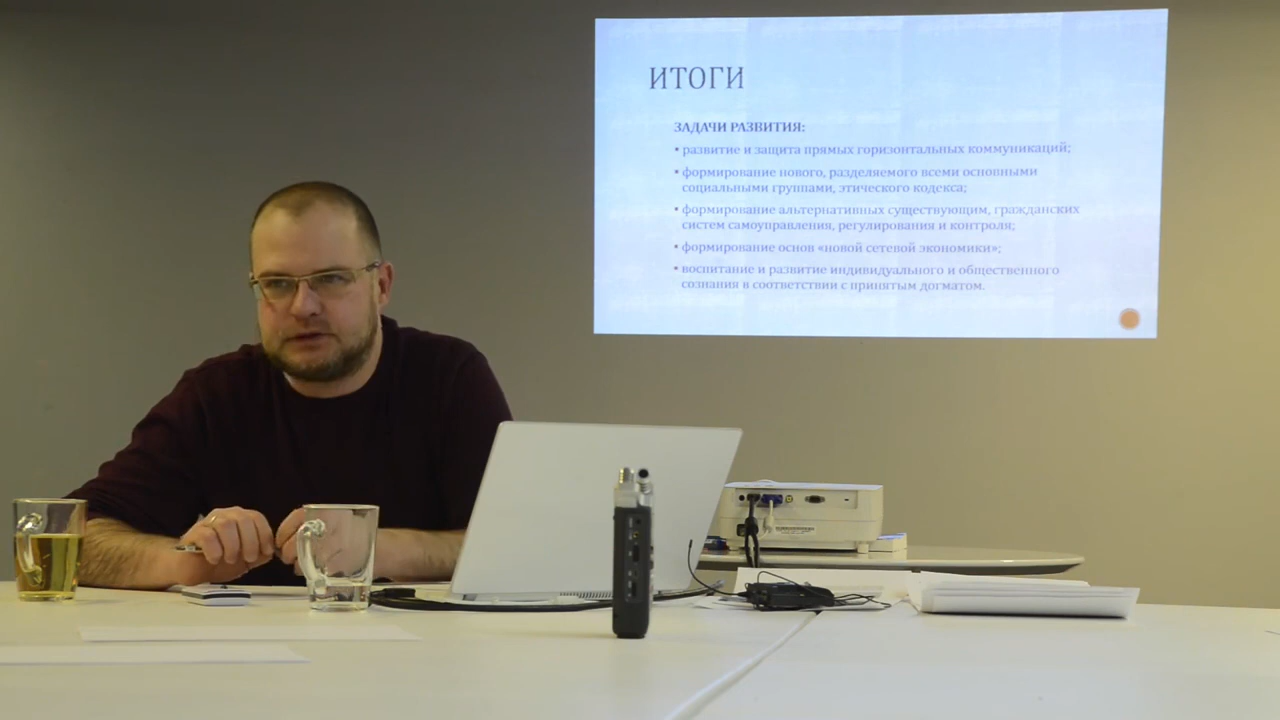 ИТОГИ
ЗАДАЧИ РАЗВИТИЯ:
• развитие и защита прямых горизонтальных коммуникаций;
• формирование нового, разделяемого всеми основными
социальными группами, этического кодекса;
• формирование альтернативных существующим, гражданских
систем самоуправления, регулирования и контроля;
• формирование основ «новой сетевой экономики»;
• воспитание и развитие индивидуального и общественного
сознания в соответствии с принятым догматом.